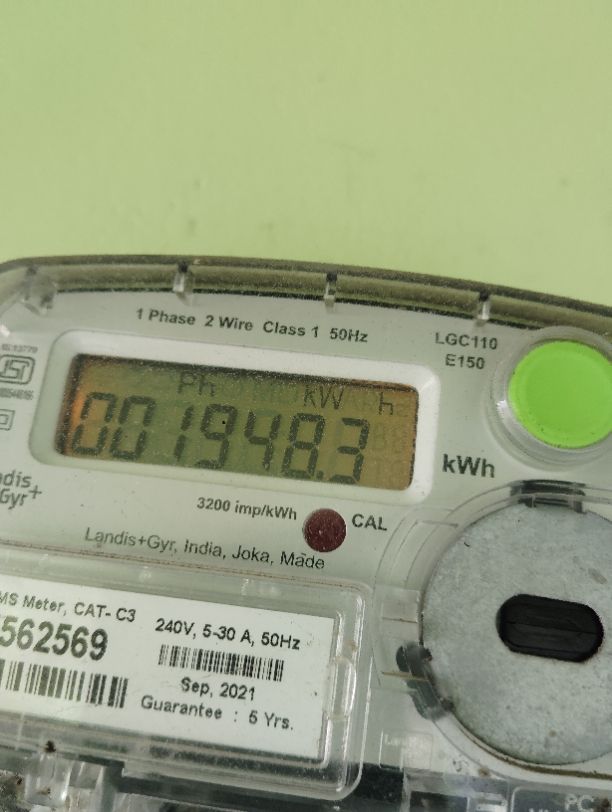 1 Phase 2 Wire Class 1 50Hz
LGC110
E150
Ph kW h
001948.3
kWh
3200 imp/kWh
CAL
Landis+Gyr, India, Joka, Made
MS Meter, CAT- C3
562569
240V, 5-30 A, 50Hz
Sep, 2021
Guarantee : 5 Yrs.